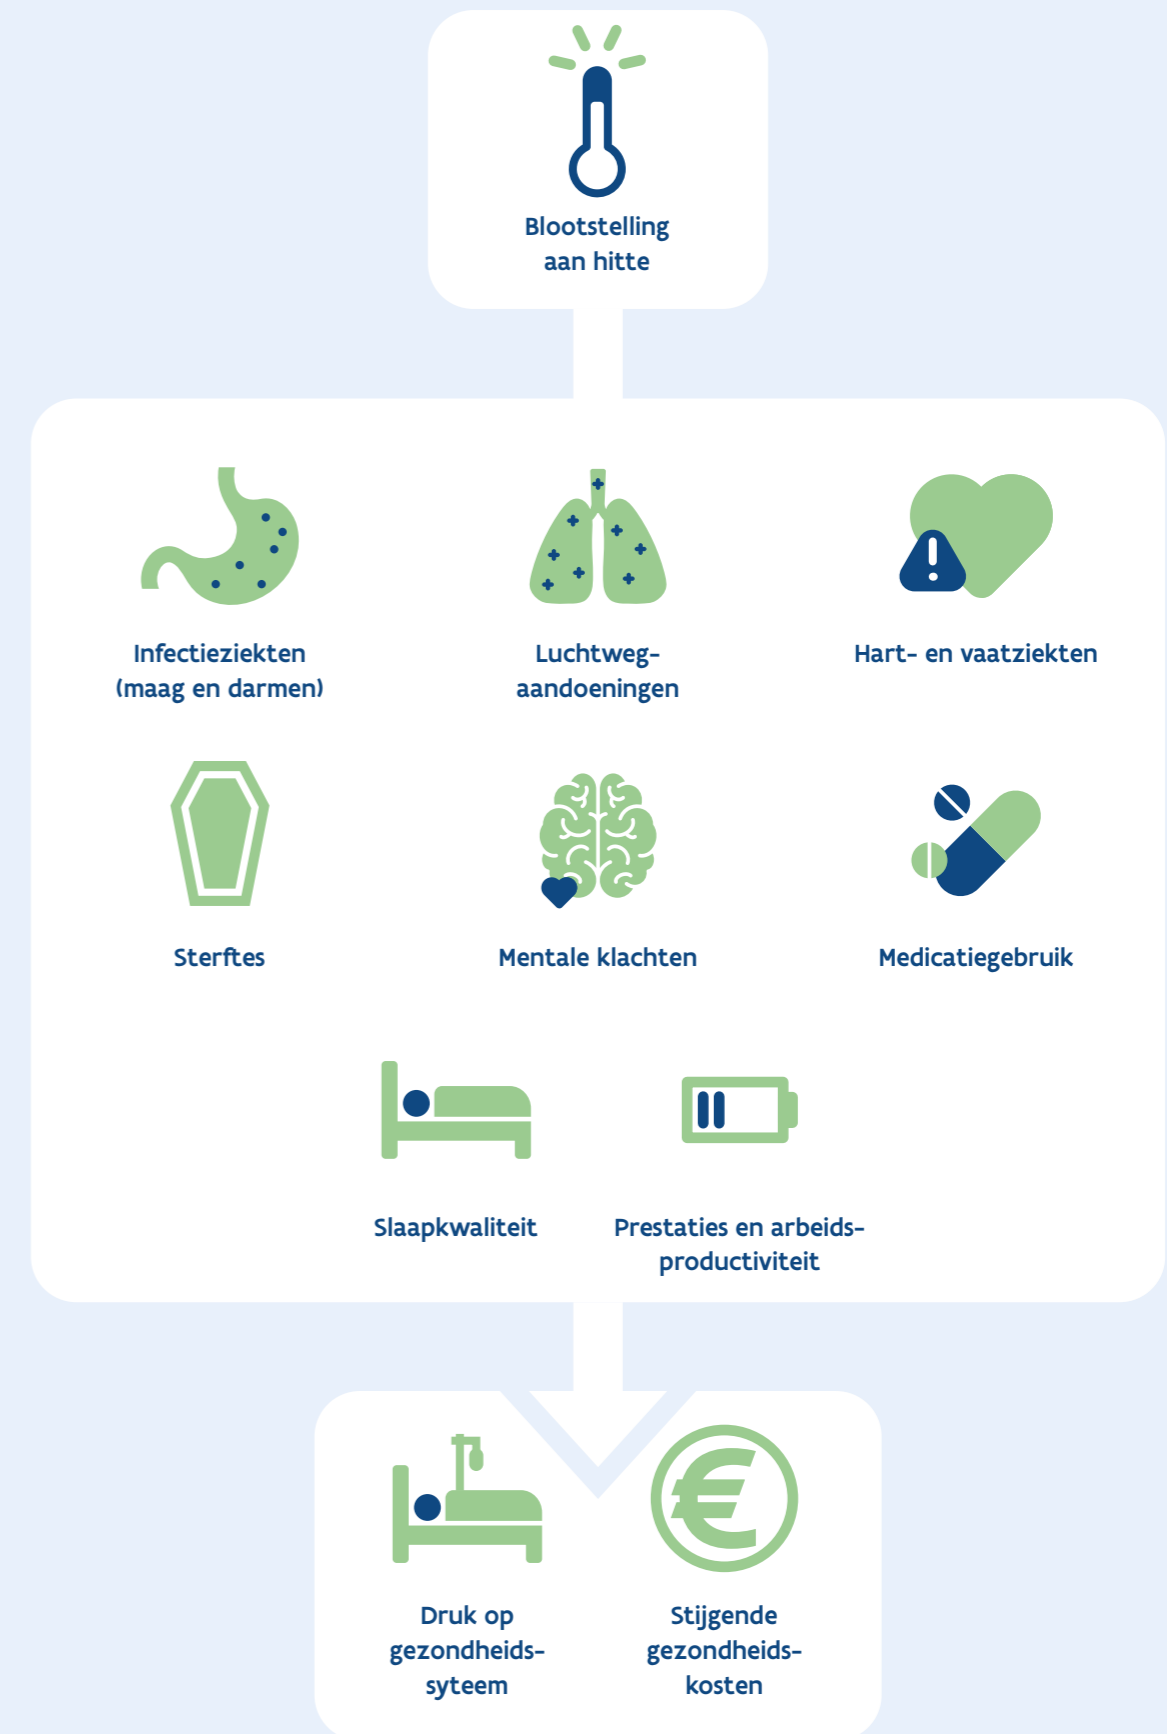 Blootstelling
aan hitte
Infectieziekten
(maag en darmen)
Luchtweg-
aandoeningen
Hart- en vaatziekten
Sterftes
Mentale klachten
Medicatiegebruik
Slaapkwaliteit
Prestaties en arbeids-
productiviteit
Druk op
gezondheids-
syteem
Stijgende
gezondheids-
kosten